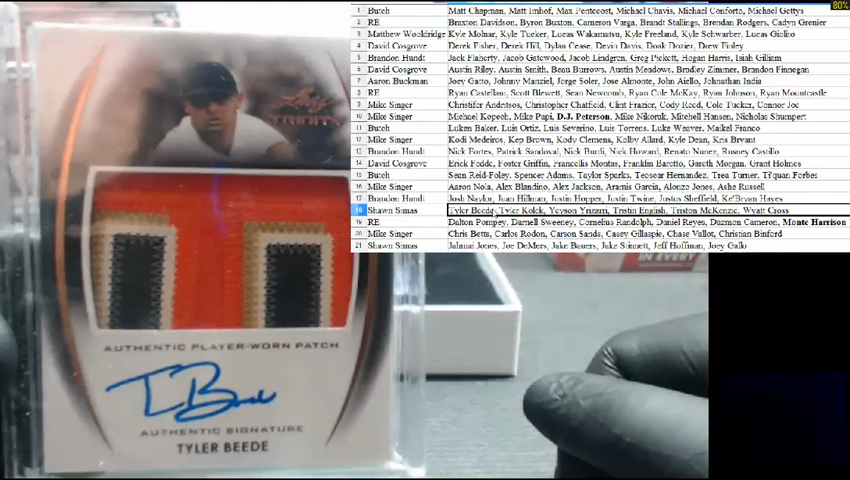 80%
1 Butch Matt Chapman, Matt Imhof, Max Pentecost, Michael Chavis, Michael Conforto, Michael Gettys
2 RE Braxton Davidson, Byron Buxton, Cameron Varga, Brandt Stallings, Brendan Rodgers, Cadyn Grenier
3 Matthew Wooldridge Kyle Molnar, Kyle Tucker, Lucas Wakamatsu, Kyle Freeland, Kyle Schwarber, Lucas Giolito
4 David Cosgrove Derek Fisher, Derek Hill, Dylan Cease, Devin Davis, Doak Dozier, Drew Finley
5 Brandon Hundt Jack Flaherty, Jacob Gatewood, Jacob Lindgren, Greg Pickett, Hogan Harris, Isiah Gilliam
6 David Cosgrove Austin Riley, Austin Smith, Beau Burrows, Austin Meadows, Bradley Zimmer, Brandon Finnegan
7 Aaron Buckman Joey Gatto, Jomley Manziel, Jorge Soler, Jose Almonte, John Aiello, Johnathan India
8 RE Ryan Castellani, Scott Blewett, Sean Newcomb, Ryan Cole McKay, Ryan Johnson, Ryan Mountcastle
9 Mike Singer Christifer Andritsos, Christopher Chatfield, Clint Frazier, Cody Reed, Cole Tucker, Connor Joe
10 Mike Singer Michael Kopech, Mike Papi, D.J. Peterson, Mike Nikorak, Mitchell Hansen, Nicholas Shumpert
11 Butch Luken Baker, Luis Ortiz, Luis Severino, Luis Torrens, Luke Weaver, Maikel Franco
12 Mike Singer Kodi Medeiros, Kep Brown, Kody Clemens, Kolby Allard, Kyle Dean, Kris Bryant
13 Brandon Hundt Nick Fortes, Patrick Sandoval, Nick Burdi, Nick Howard, Renato Nunez, Rusney Castillo
14 David Cosgrove Erick Fedde, Foster Griffin, Francellis Montas, Franklin Barreto, Gareth Morgan, Grant Holmes
15 Butch Sean Reid-Foley, Spencer Adams, Taylor Sparks, Teoscar Hernandez, Trea Turner, Ti'quan Forbes
16 Mike Singer Aaron Nola, Alex Blandino, Alex Jackson, Aramis Garcia, Alonzo Jones, Ashe Russell
17 Brandon Hundt Josh Naylor, Juan Hillman, Justin Hopper, Justin Twine, Justus Sheffield, Ke'Bryan Hayes
18 Shawn Simas Tyler Beede, Tyler Kolek, Yeyson Yrizarri, Tristin English, Triston McKenzie, Wyatt Cross
19 RE Dalton Pompey, Darnell Sweeney, Cornelius Randolph, Daniel Reyes, Dazmon Cameron, Monte Harrison
20 Mike Singer Chris Betts, Carlos Rodon, Carson Sands, Casey Gillaspie, Chase Vallot, Christian Binford
21 Shawn Simas Jalmai Jones, Joe DeMers, Jake Bauers, Jake Stinnett, Jeff Hoffman, Joey Gallo
Leaf
TRINITY
IN EVERY
AUTHENTIC PLAYER-WORN PATCH
T Beede
AUTHENTIC SIGNATURE
TYLER BEEDE